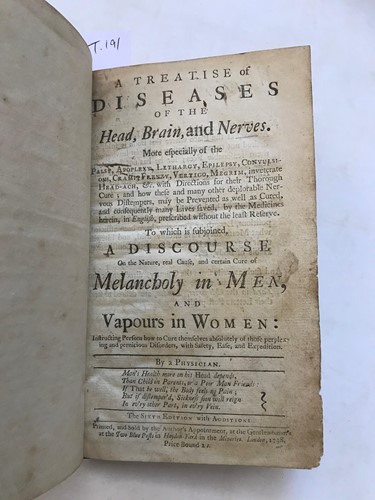 T.191
A TREATISE of
DISEASES
OF THE
Head, Brain, and Nerves.
More especially of the
PALSY, APOPLEXY, LETHARGY, EPILEPSY, CONVULSI-
ONS, CRAMP, FRENZY, VERTIGO, MEGRIM, inveterate
HEAD-ACH, &c. with Directions for their Thorough
Cure; and how these and many other deplorable Ner-
vous Distempers, may be Prevented as well as Cured,
and consequently many Lives saved, by the Medicines
herein, in English, prescribed without the least Reserve.
To which is subjoined,
A DISCOURSE
On the Nature, real Cause, and certain Cure of
Melancholy in MEN,
AND
Vapours in WOMEN:
Instructing Persons how to Cure themselves absolutely of those perplex-
ing and pernicious Disorders, with Safety, Ease, and Expedition.
By a PHYSICIAN.
Man's Health more on his Head depends,
Than Child on Parents, or a Poor Man Friends:
If That be well, the Body feels no Pain;
But if distemper'd, Sickness soon will reign
In ev'ry other Part, in ev'ry Vein.
The SIXTH EDITION with ADDITIONS.
Printed, and sold by the Author's Appointment, at the Gentlewoman's
at the Two Blue Posts in Haydon-Yard in the Minories, London,
Price bound 2s.